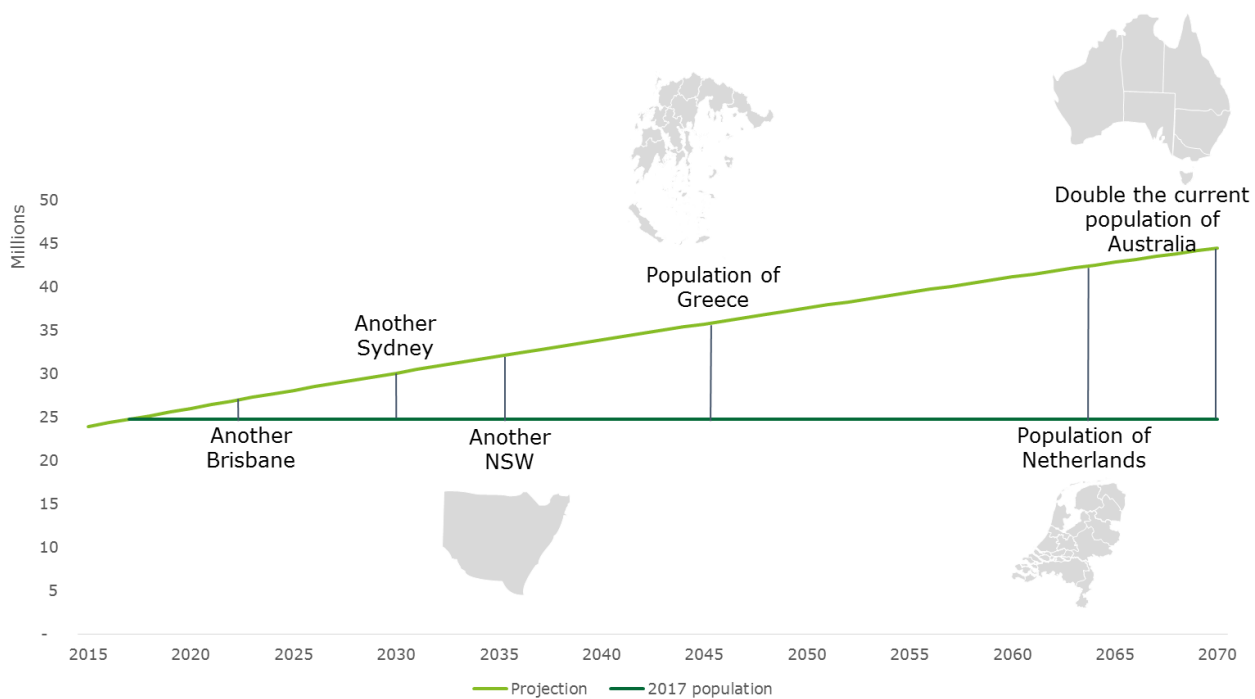 Double the current
population of
Australia
50
Millions
45
40
35
30
25
20
15
10
5
-
Population of
Greece
Another
Sydney
Another
Brisbane
Another
NSW
Population of
Netherlands
2015 2020 2025 2030 2035 2040 2045 2050 2055 2060 2065 2070
Projection 2017 population